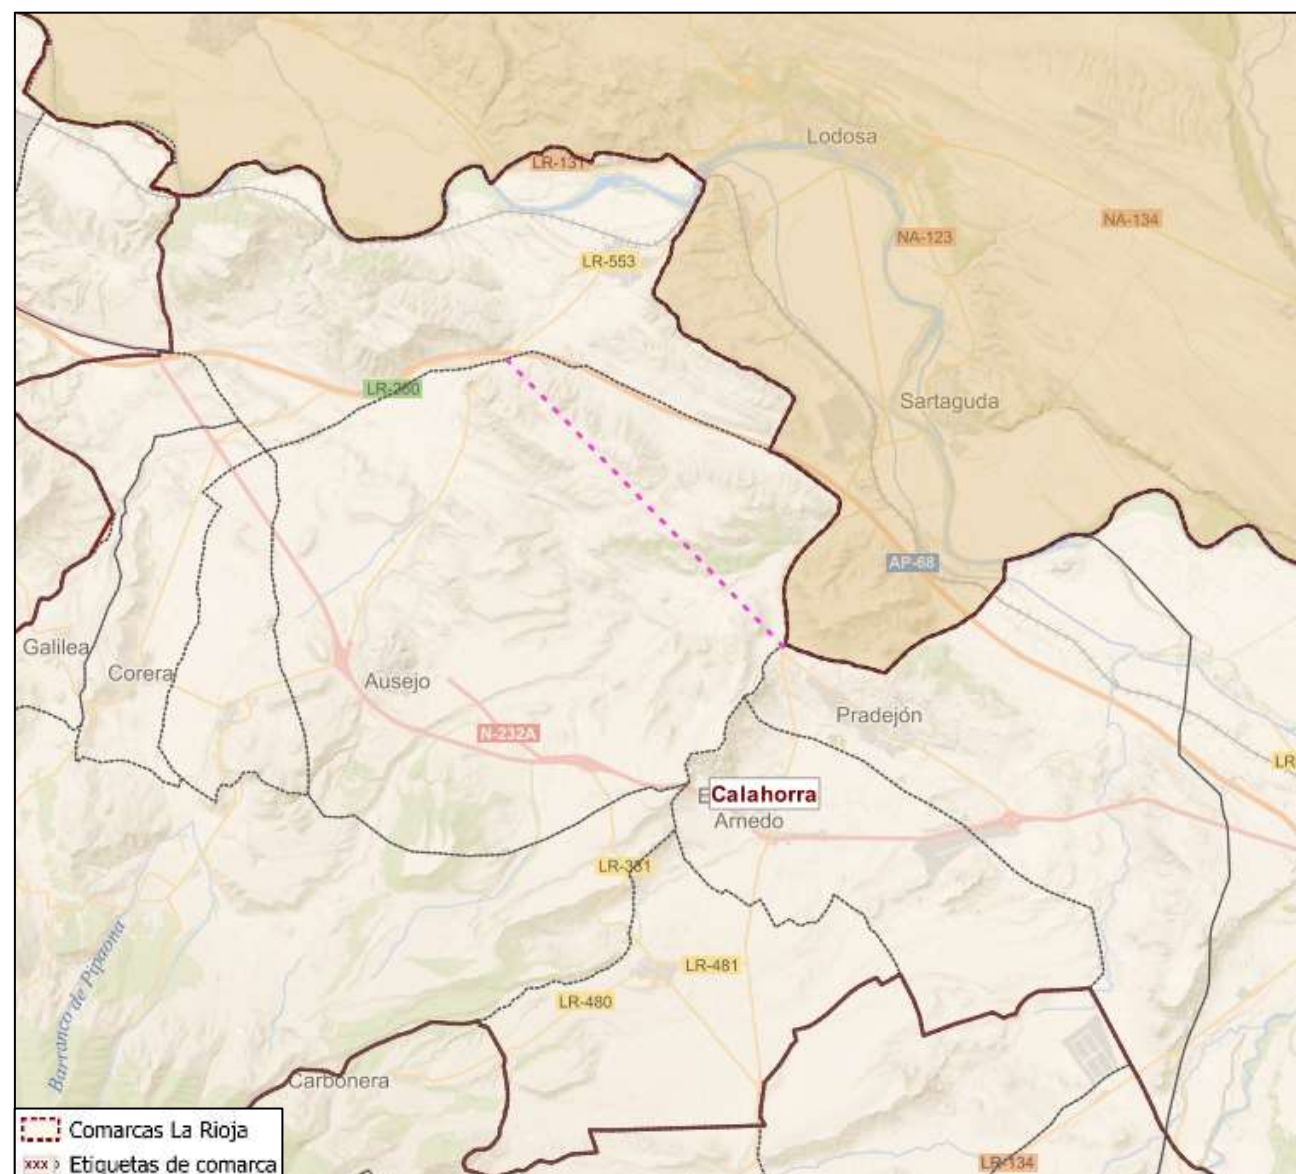 Lodosa
LR-131
NA-134
NA-123
LR-553
LR-260
Sartaguda
AP-68
Galilea
Corera
Ausejo
Pradejón
N-232A
LR
E
Calahorra
Arnedo
LR-381
Barranco de Pipaona
LR-481
LR-480
Carbonera
LR-134
Comarcas La Rioja
xxx Etiquetas de comarca